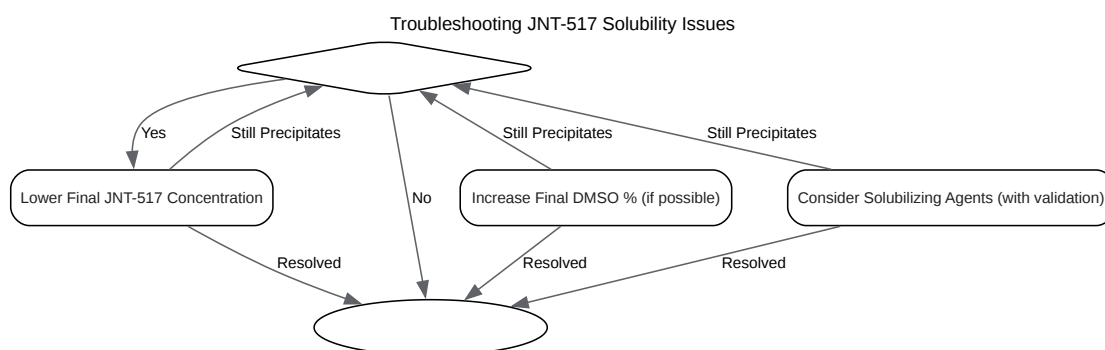 Troubleshooting JNT-517 Solubility Issues
Yes
Still Precipitates
Still Precipitates
Still Precipitates
Lower Final JNT-517 Concentration
No
Increase Final DMSO % (if possible)
Consider Solubilizing Agents (with validation)
Resolved
Resolved
Resolved